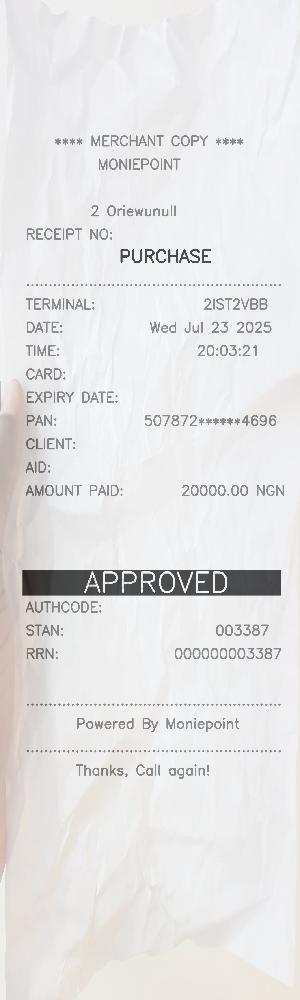 **** MERCHANT COPY ****
MONIEPOINT
2 Oriewunull
RECEIPT NO:
PURCHASE
TERMINAL: 2IST2VBB
DATE: Wed Jul 23 2025
TIME: 20:03:21
CARD:
EXPIRY DATE:
PAN: 507872******4696
CLIENT:
AID:
AMOUNT PAID: 20000.00 NGN
APPROVED
AUTHCODE:
STAN: 003387
RRN: 000000003387
Powered By Moniepoint
Thanks, Call again!